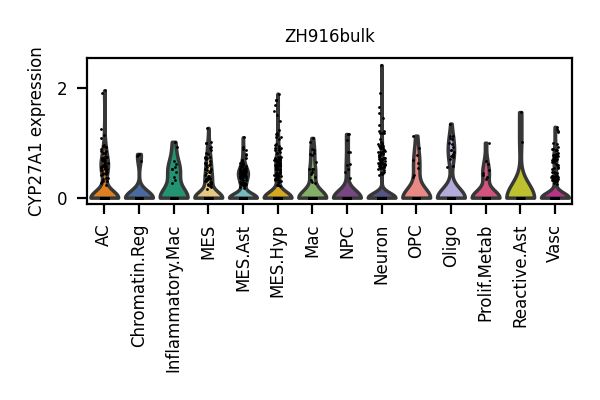 ZH916bulk
CYP27A1 expression
2
0
AC
Chromatin.Reg
Inflammatory.Mac
MES
MES.Ast
MES.Hyp
Mac
NPC
Neuron
OPC
Oligo
Prolif.Metab
Reactive.Ast
Vasc